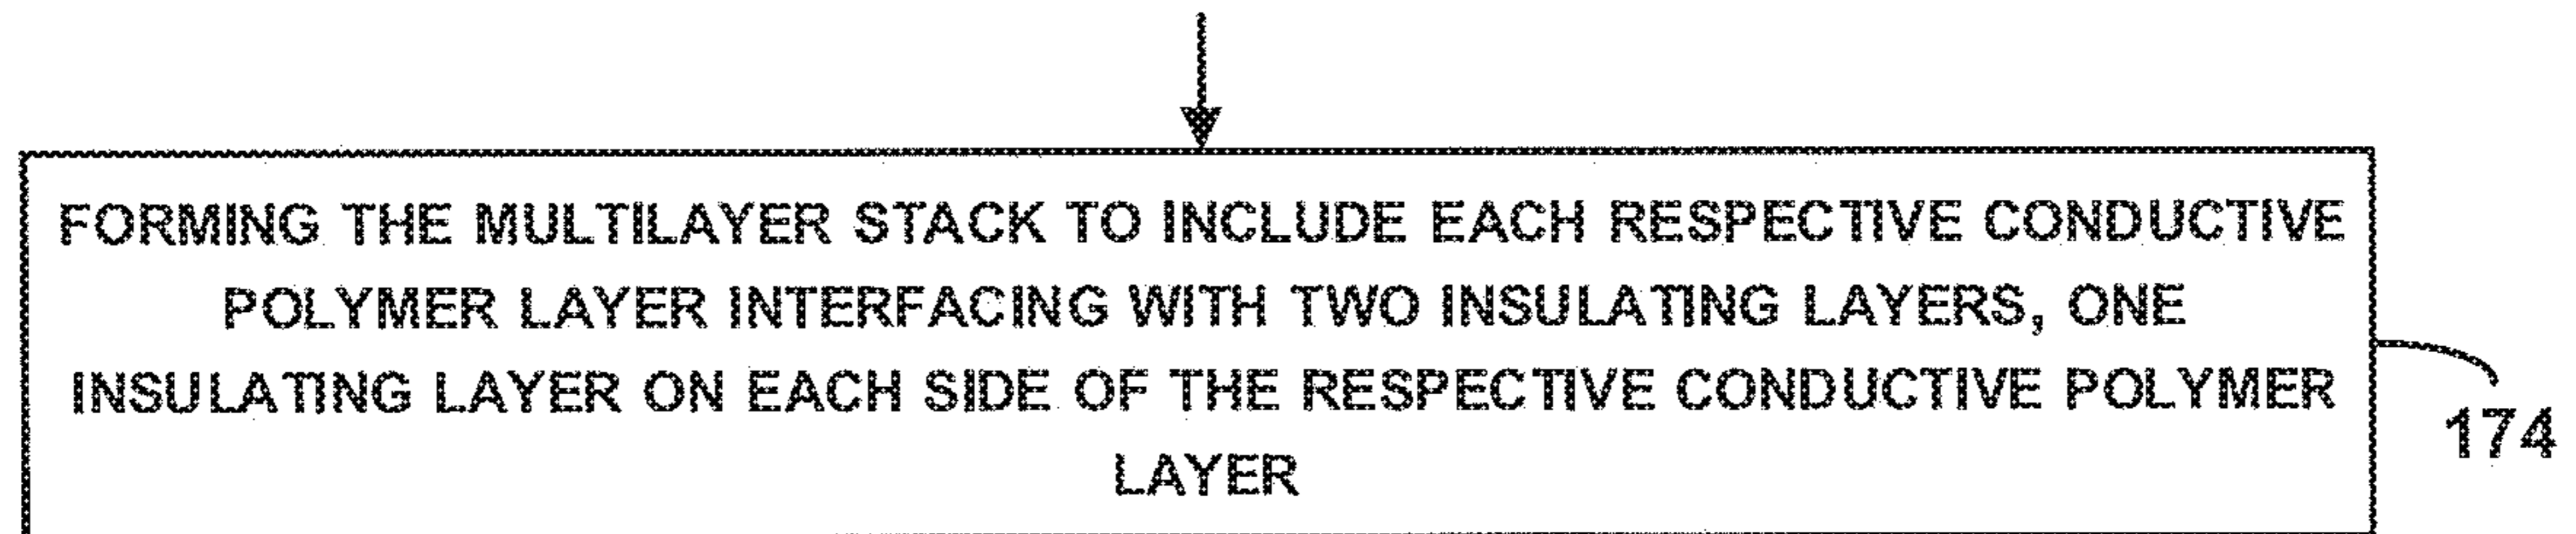 FORMING THE MULTILAYER STACK TO INCLUDE EACH RESPECTIVE CONDUCTIVE
POLYMER LAYER INTERFACING WITH TWO INSULATING LAYERS, ONE
INSULATING LAYER ON EACH SIDE OF THE RESPECTIVE CONDUCTIVE POLYMER
LAYER
174